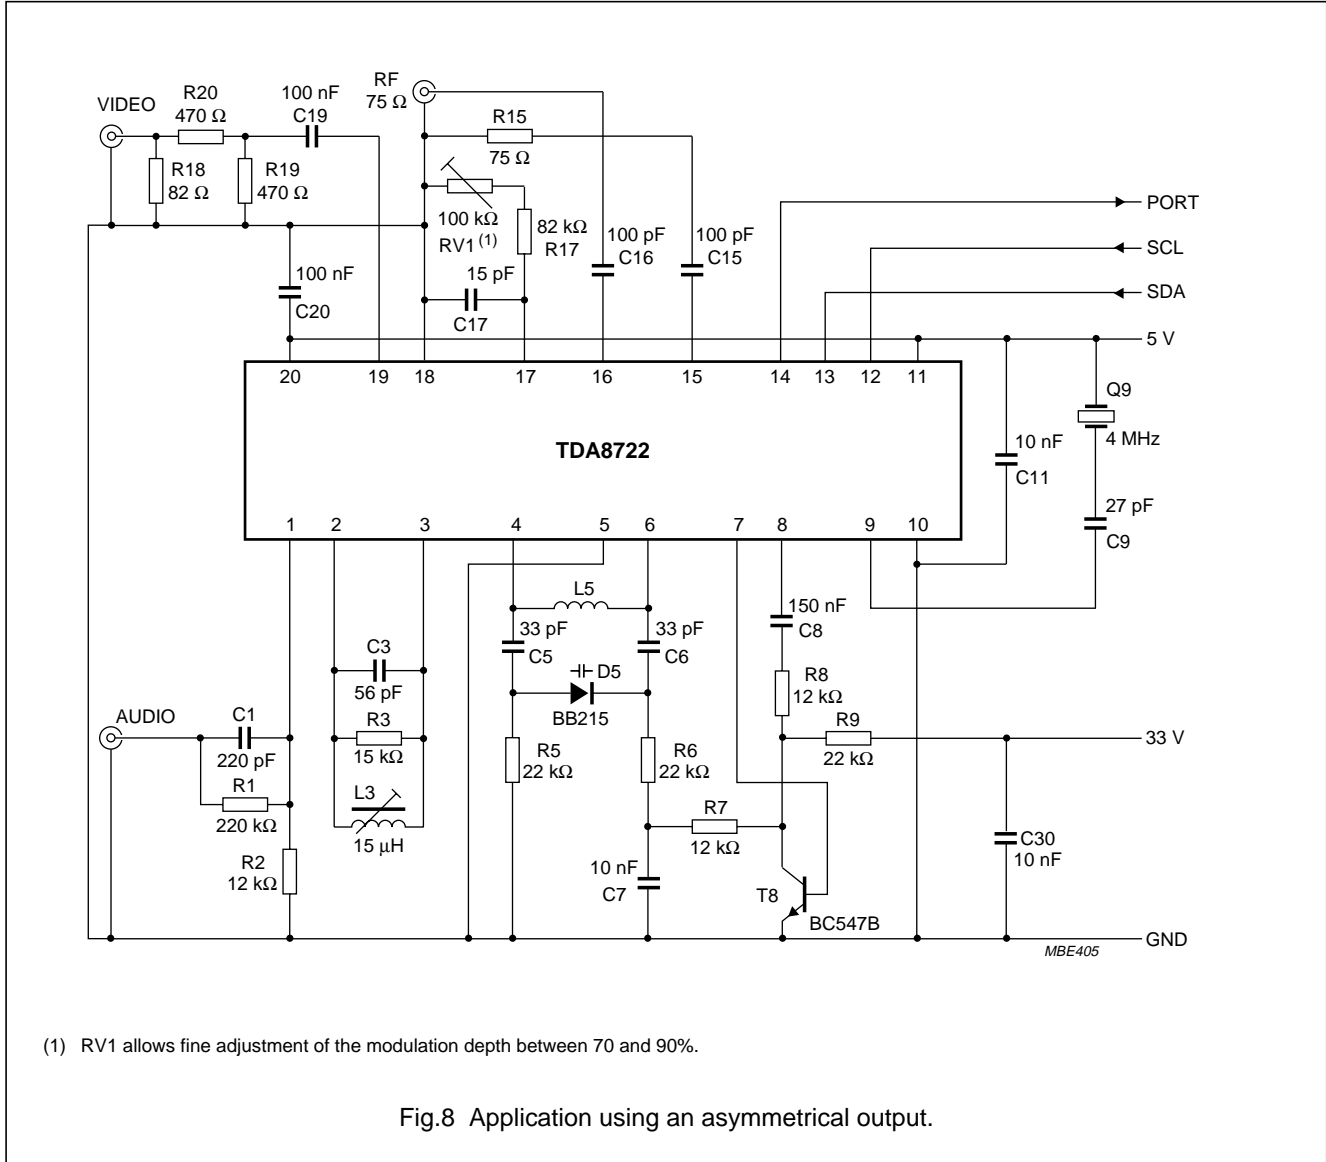 VIDEO
R20
470 Ω
100 nF
C19
RF
75 Ω
R15
75 Ω
R18
82 Ω
R19
470 Ω
100 kΩ
RV1 (1)
82 kΩ
R17
100 pF
C16
100 pF
C15
PORT
SCL
SDA
5 V
100 nF
C20
15 pF
C17
20
19
18
17
16
15
14
13
12
11
Q9
4 MHz
10 nF
C11
27 pF
C9
TDA8722
1
2
3
4
5
6
7
8
9
10
L5
33 pF
C5
33 pF
C6
150 nF
C8
C3
56 pF
D5
BB215
R8
12 kΩ
AUDIO
C1
220 pF
R3
15 kΩ
R5
22 kΩ
R6
22 kΩ
R9
22 kΩ
33 V
R1
220 kΩ
L3
15 μH
R7
12 kΩ
R2
12 kΩ
10 nF
C7
T8
BC547B
C30
10 nF
GND
MBE405
(1) RV1 allows fine adjustment of the modulation depth between 70 and 90%.
Fig.8 Application using an asymmetrical output.